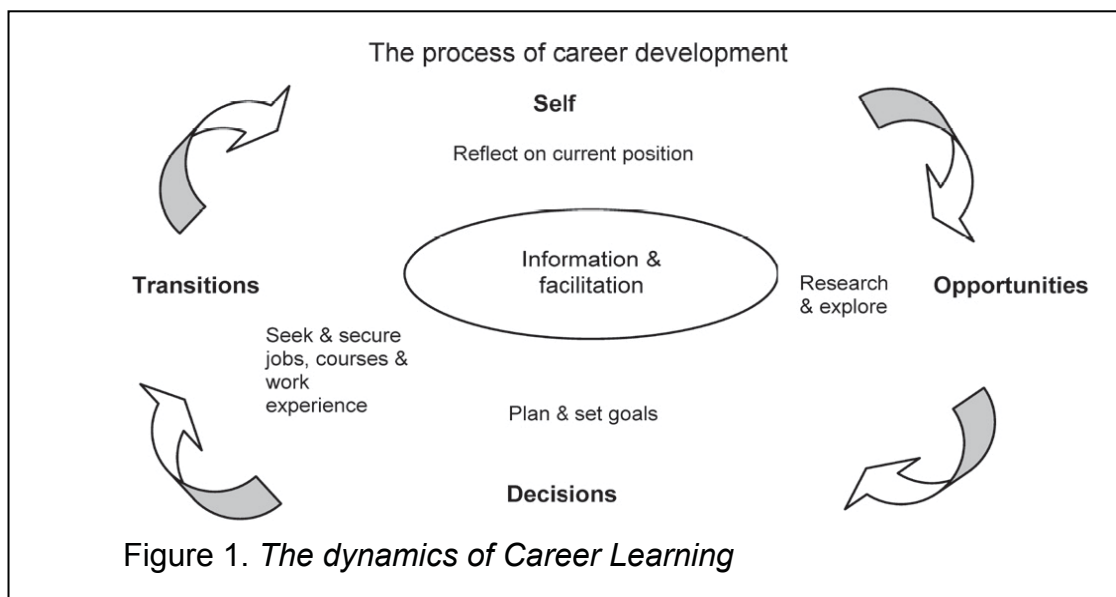 The process of career development
Self
Reflect on current position
Information &
facilitation
Transitions
Research
& explore
Opportunities
Seek & secure
jobs, courses &
work
experience
Plan & set goals
Decisions
Figure 1. The dynamics of Career Learning